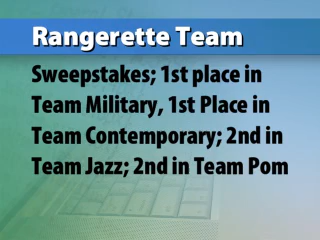 Rangerette Team
Sweepstakes; 1st place in
Team Military, 1st Place in
Team Contemporary; 2nd in
Team Jazz; 2nd in Team Pom